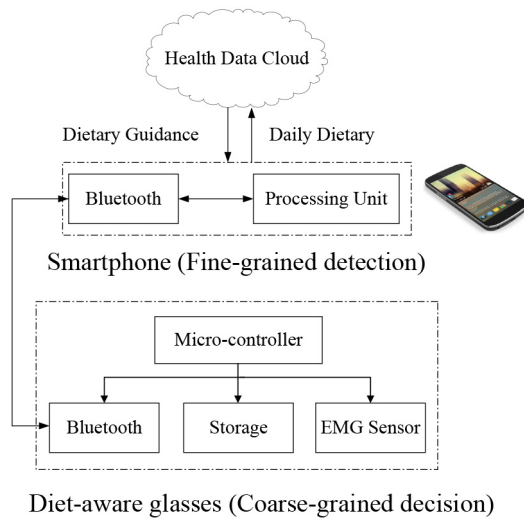 Health Data Cloud
Dietary Guidance
Daily Dietary
Bluetooth
Processing Unit
Smartphone (Fine-grained detection)
Micro-controller
Bluetooth
Storage
EMG Sensor
Diet-aware glasses (Coarse-grained decision)